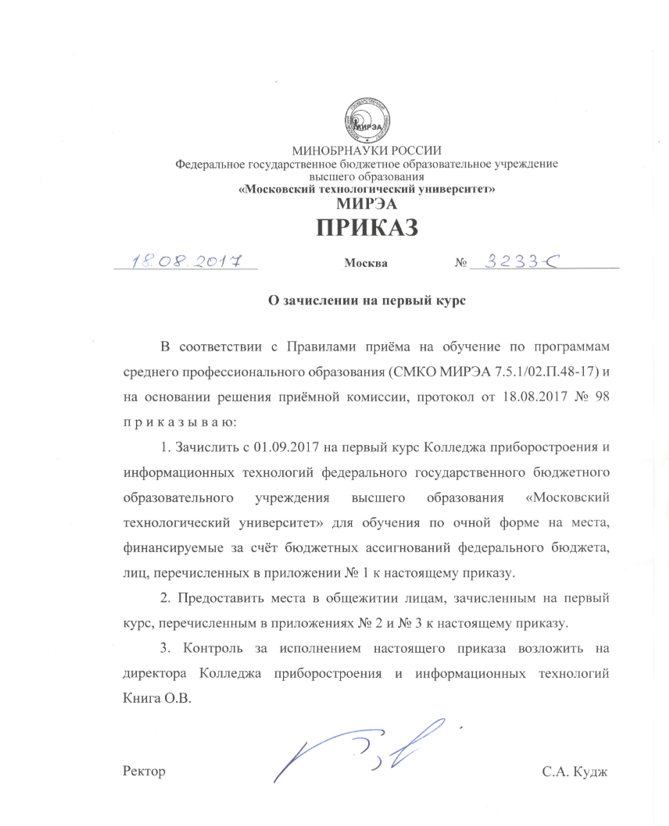 МИРЭА
МИНОБРНАУКИ РОССИИ
Федеральное государственное бюджетное образовательное учреждение
высшего образования
«Московский технологический университет»
МИРЭА
ПРИКАЗ
18.08.2017 Москва № 3233-С
О зачислении на первый курс
В соответствии с Правилами приёма на обучение по программам
среднего профессионального образования (СМКО МИРЭА 7.5.1/02.П.48-17) и
на основании решения приёмной комиссии, протокол от 18.08.2017 № 98
п р и к а з ы в а ю:
1. Зачислить с 01.09.2017 на первый курс Колледжа приборостроения и
информационных технологий федерального государственного бюджетного
образовательного учреждения высшего образования «Московский
технологический университет» для обучения по очной форме на места,
финансируемые за счёт бюджетных ассигнований федерального бюджета,
лиц, перечисленных в приложении № 1 к настоящему приказу.
2. Предоставить места в общежитии лицам, зачисленным на первый
курс, перечисленным в приложениях № 2 и № 3 к настоящему приказу.
3. Контроль за исполнением настоящего приказа возложить на
директора Колледжа приборостроения и информационных технологий
Книга О.В.
Ректор С.А. Кудж